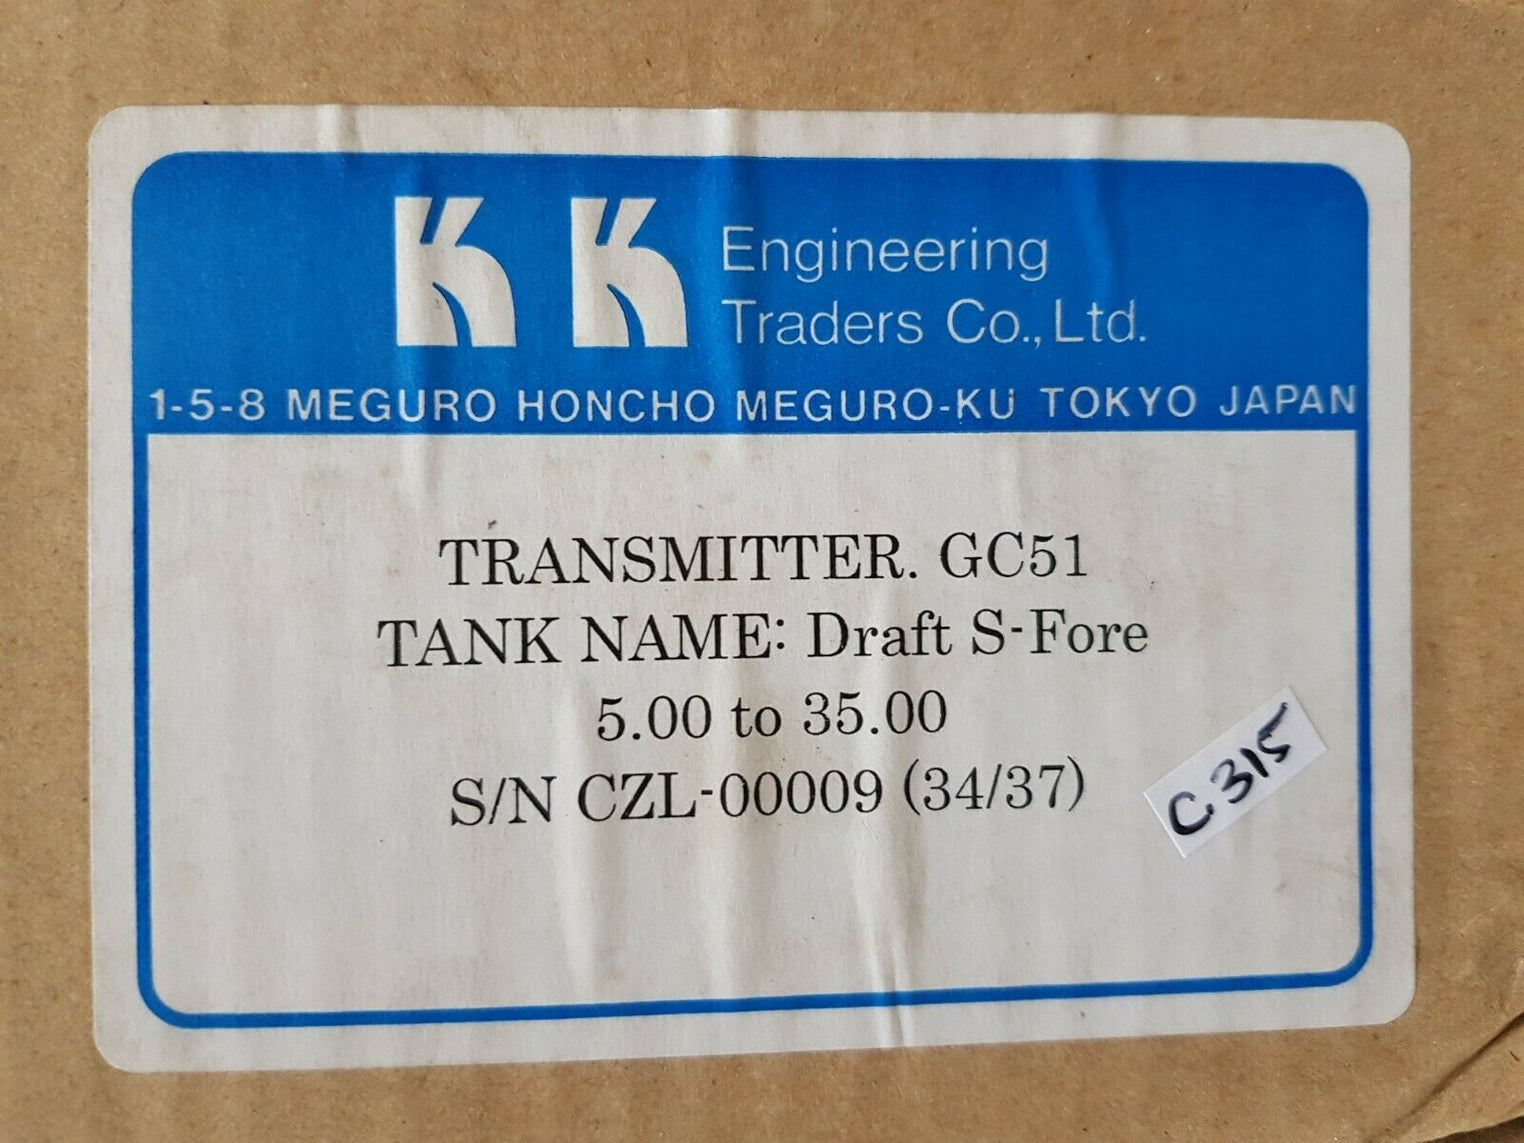 KK Engineering
Traders Co., Ltd.
1-5-8 MEGURO HONCHO MEGURO-KU TOKYO JAPAN
TRANSMITTER. GC51
TANK NAME: Draft S-Fore
5.00 to 35.00
S/N CZL-00009 (34/37)
C315